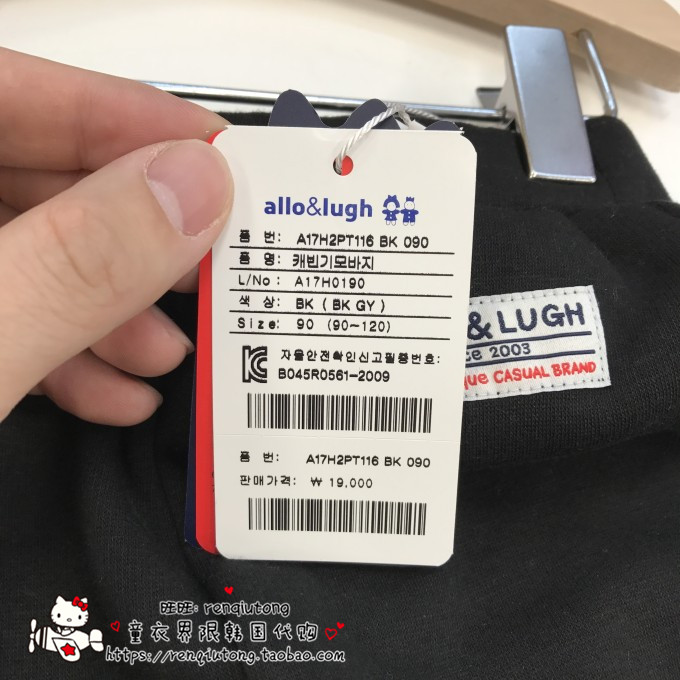 allo&lugh
품 번: A17H2PT116 BK 090
품 명: 캐빈기모바지
L/No : A17H0190
색 상: BK ( BK GY )
Size: 90 (90-120)
자율안전확인신고필증번호:
B045R0561-2009
품 번: A17H2PT116 BK 090
판매가격: ₩ 19,000
& LUGH
ce 2003
que CASUAL BRAND
旺旺: renqiutong
童衣界限韩国代购
https://renqiutong.taobao.com